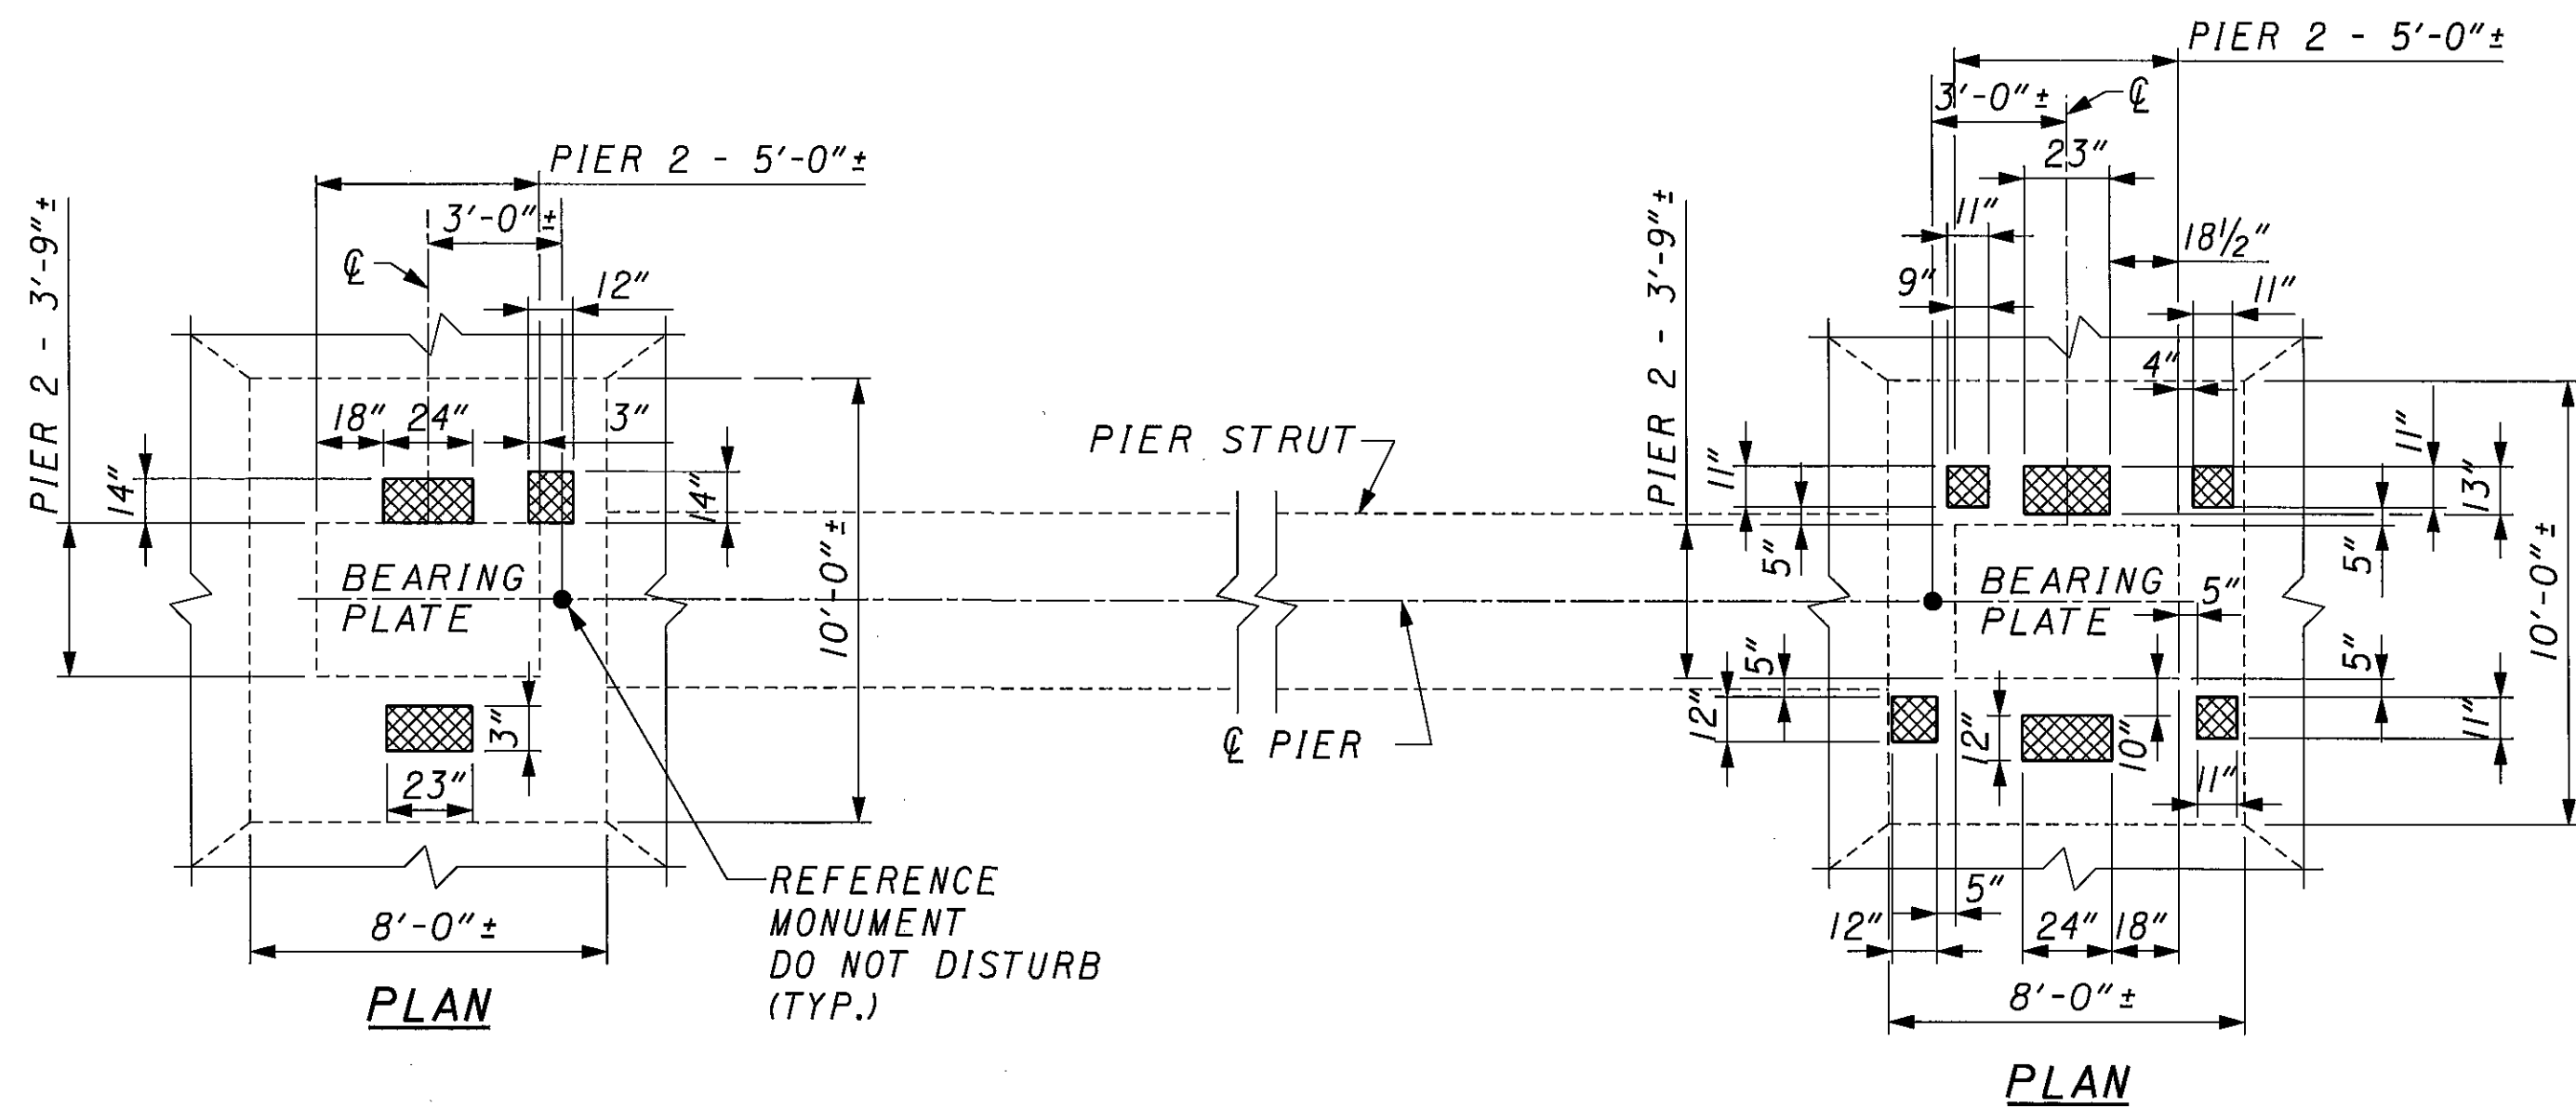 PIER 2 - 5'-0"±
3'-0"±
℄
PIER 2 - 3'-9"±
12"
18"
24"
3"
14"
14"
BEARING
PLATE
10'-0"±
3"
23"
8'-0"±
REFERENCE
MONUMENT
DO NOT DISTURB
(TYP.)
PLAN
PIER STRUT
℄ PIER
PIER 2 - 5'-0"±
3'-0"±
℄
23"
PIER 2 - 3'-9"±
11"
18½"
9"
11"
4"
11"
11"
13"
5"
5"
BEARING
PLATE
5"
10'-0"±
5"
5"
12"
12"
10"
11"
11"
5"
12"
24"
18"
8'-0"±
PLAN